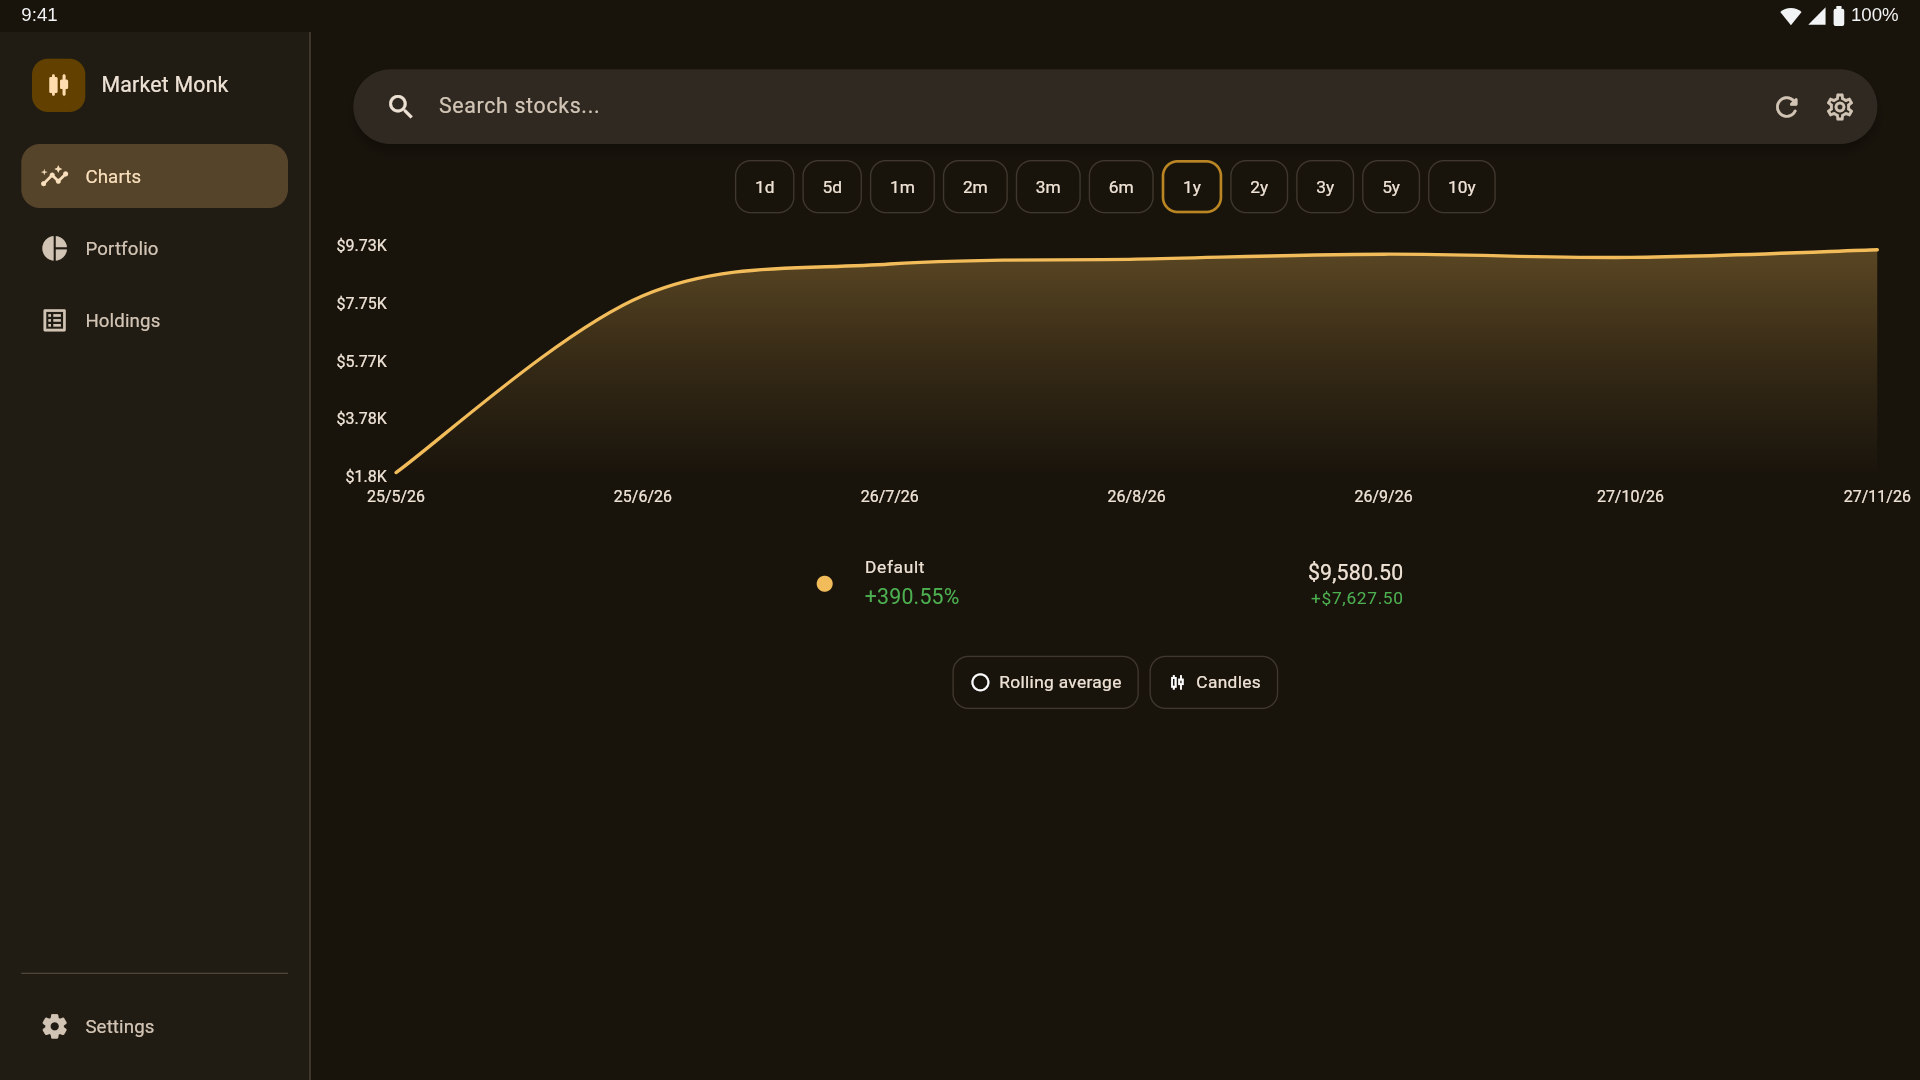 9:41
100%
Market Monk
Charts
Portfolio
Holdings
Settings
Search stocks...
1d
5d
1m
2m
3m
6m
1y
2y
3y
5y
10y
$9.73K
$7.75K
$5.77K
$3.78K
$1.8K
25/5/26
25/6/26
26/7/26
26/8/26
26/9/26
27/10/26
27/11/26
Default
+390.55%
$9,580.50
+$7,627.50
Rolling average
Candles